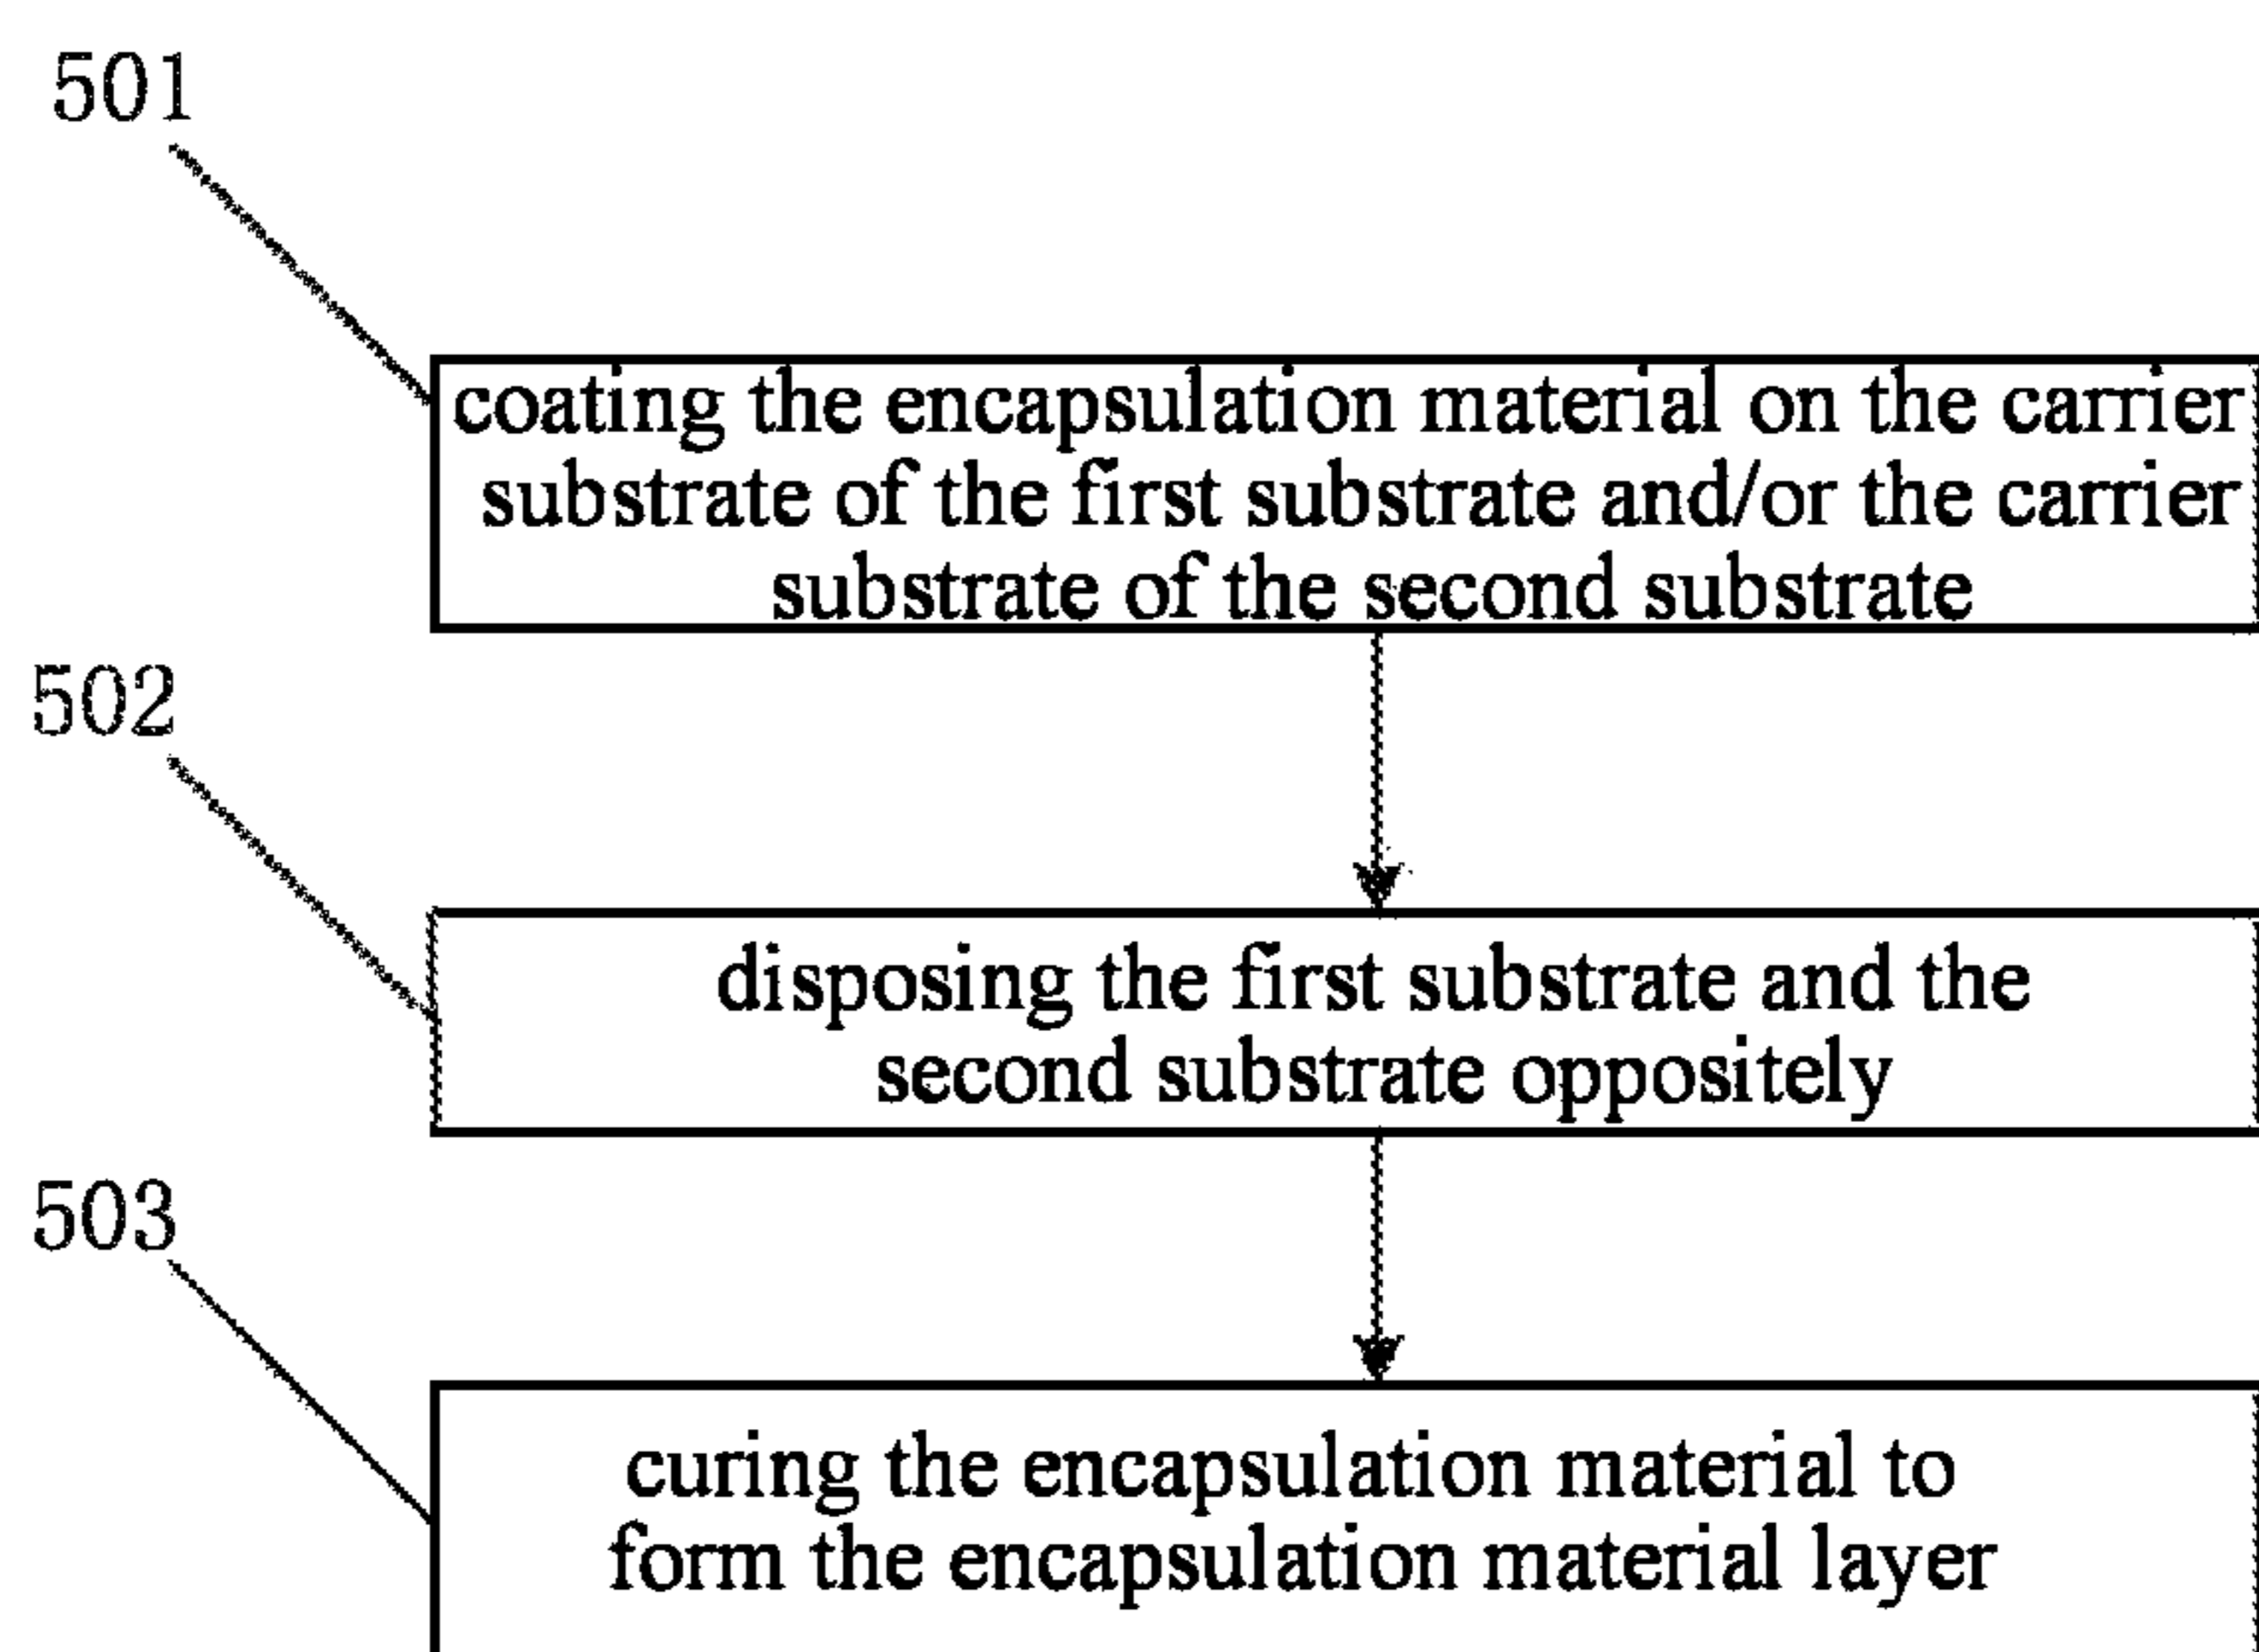 501
coating the encapsulation material on the carrier
substrate of the first substrate and/or the carrier
substrate of the second substrate
502
disposing the first substrate and the
second substrate oppositely
503
curing the encapsulation material to
form the encapsulation material layer